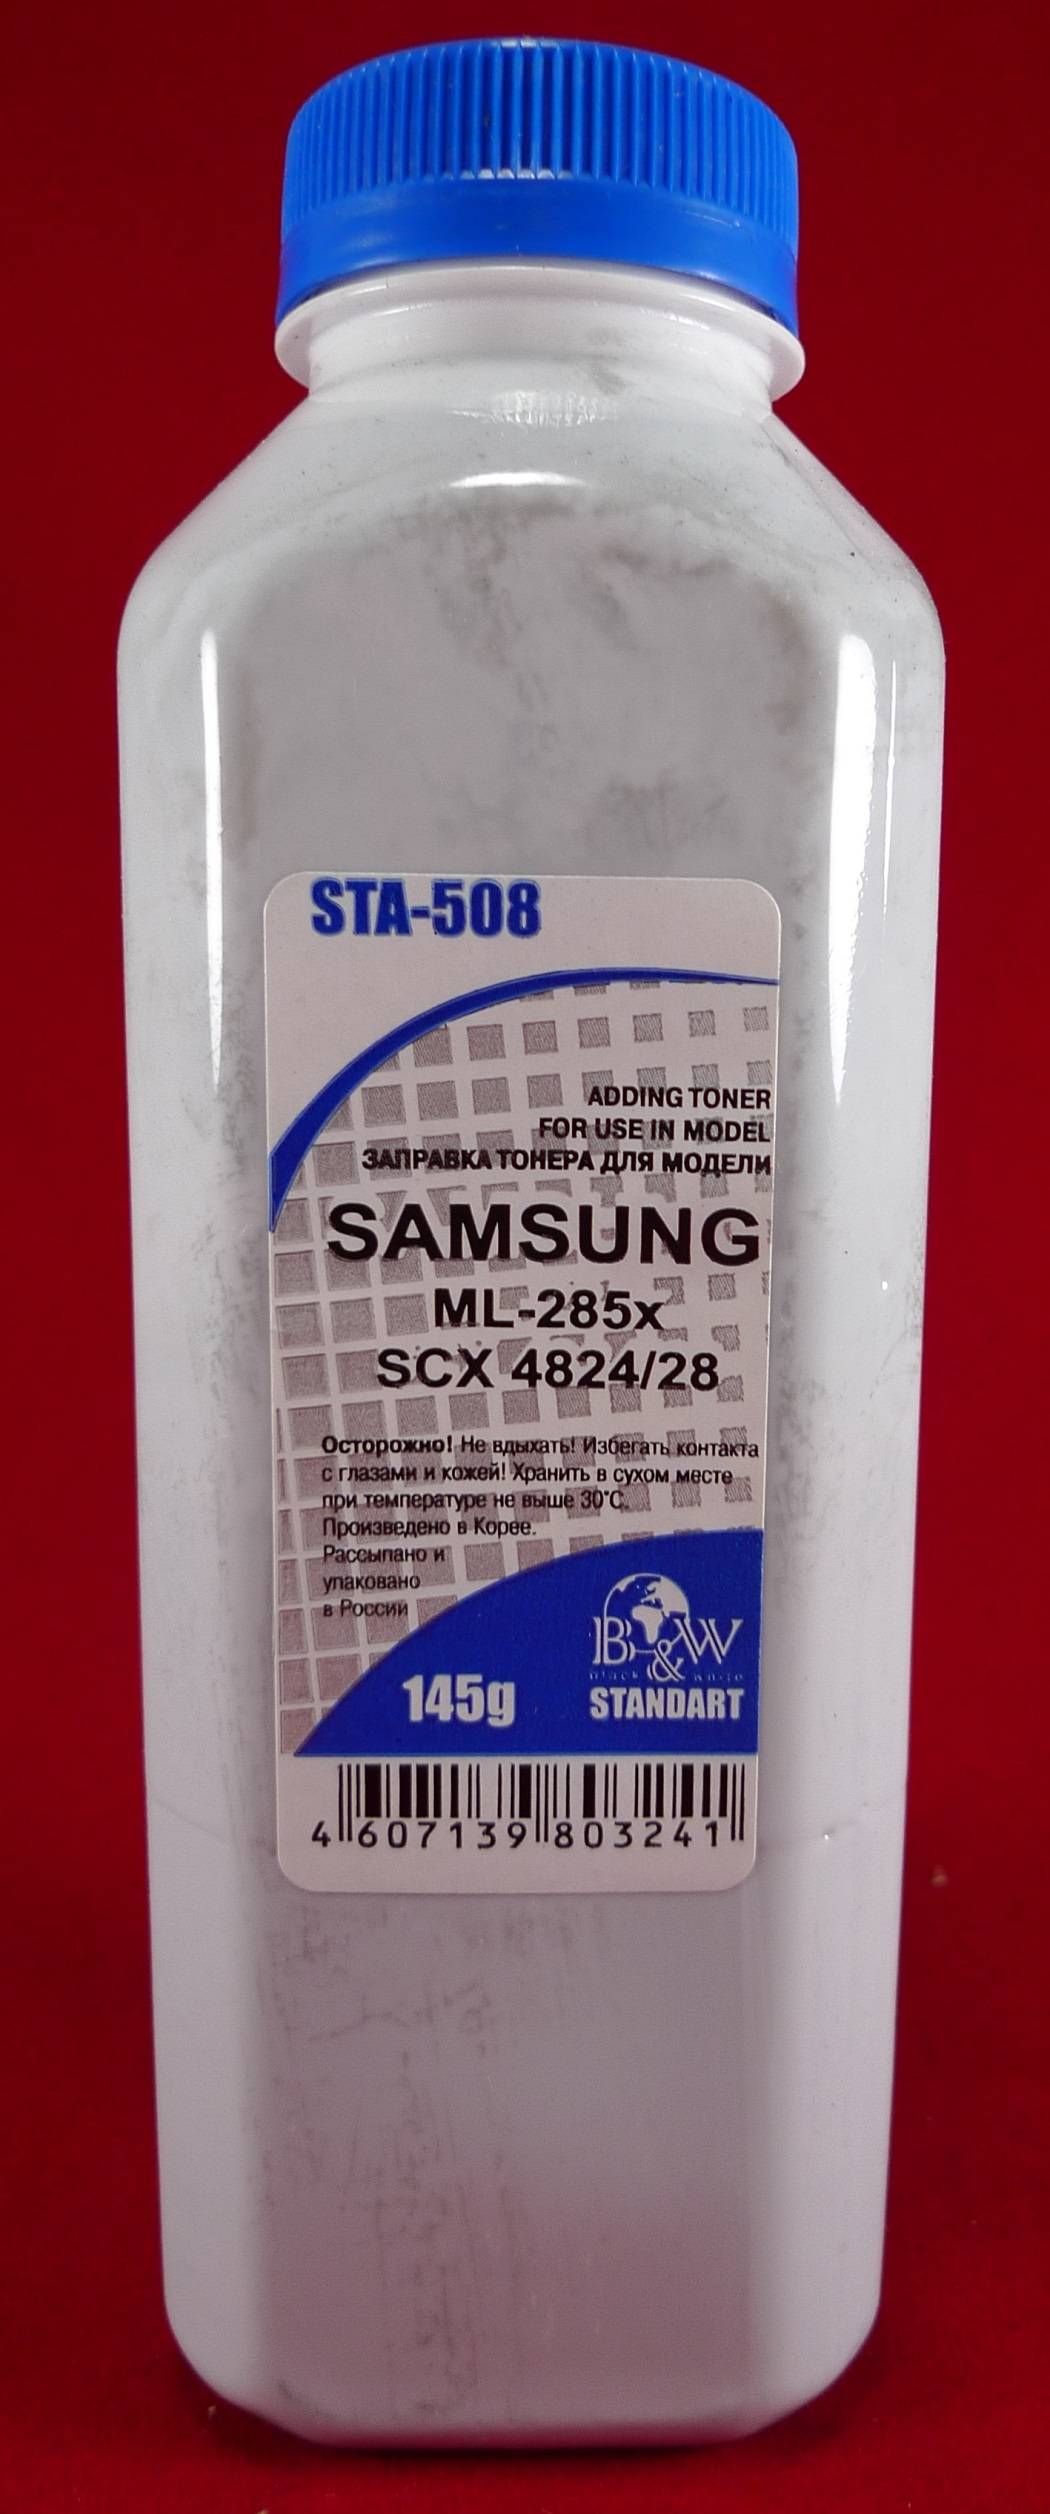 STA-508
ADDING TONER
FOR USE IN MODEL
ЗАПРАВКА ТОНЕРА ДЛЯ МОДЕЛИ
SAMSUNG
ML-285x
SCX 4824/28
Осторожно! Не вдыхать! Избегать контакта
с глазами и кожей! Хранить в сухом месте
при температуре не выше 30°С.
Произведено в Корее.
Рассыпано и
упаковано
в России
B&W
black & white
145g
STANDART
4 607139 803241